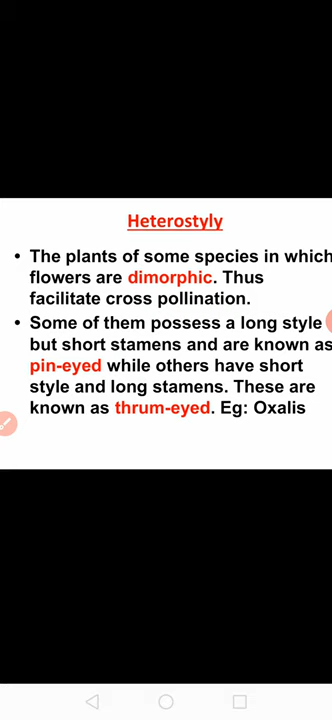 Heterostyly
• The plants of some species in which
flowers are dimorphic. Thus
facilitate cross pollination.
• Some of them possess a long style
but short stamens and are known as
pin-eyed while others have short
style and long stamens. These are
known as thrum-eyed. Eg: Oxalis